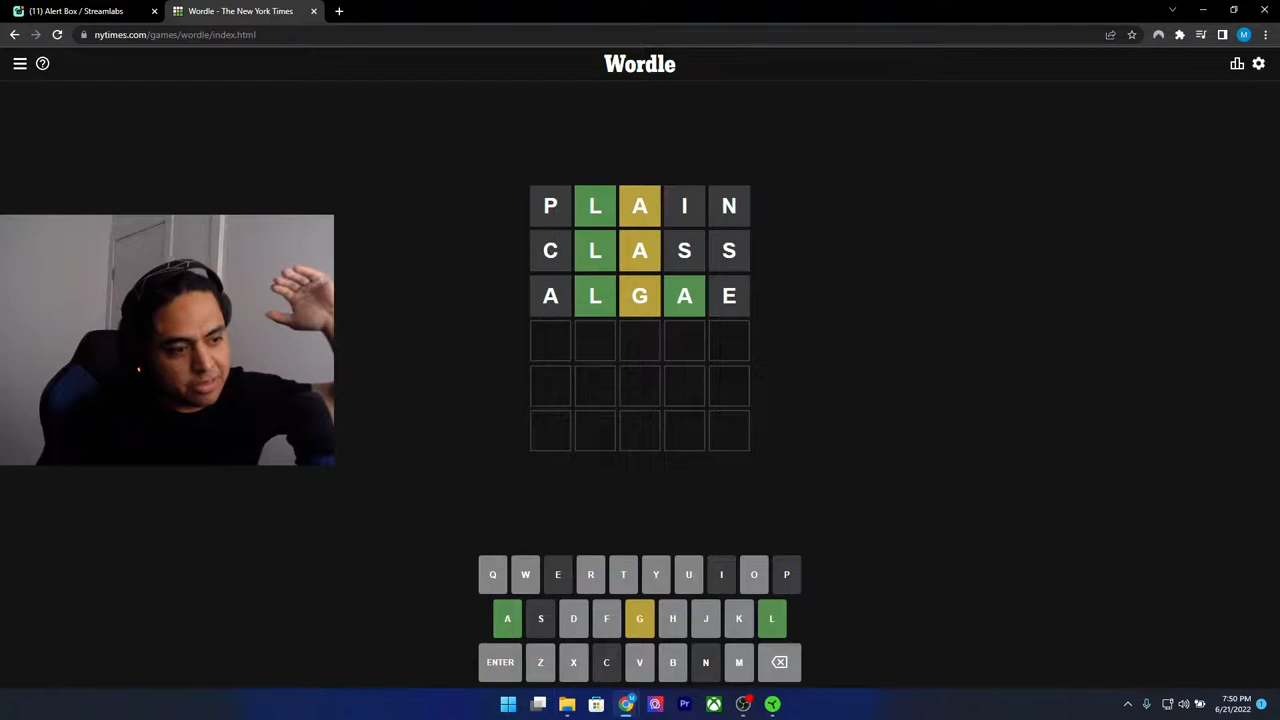 (11) Alert Box / Streamlabs
Wordle - The New York Times
nytimes.com/games/wordle/index.html
M
Wordle
P L A I N
C L A S S
A L G A E
Q W E R T Y U I O P
A S D F G H J K L
ENTER Z X C V B N M
Pr
7:50 PM
6/21/2022